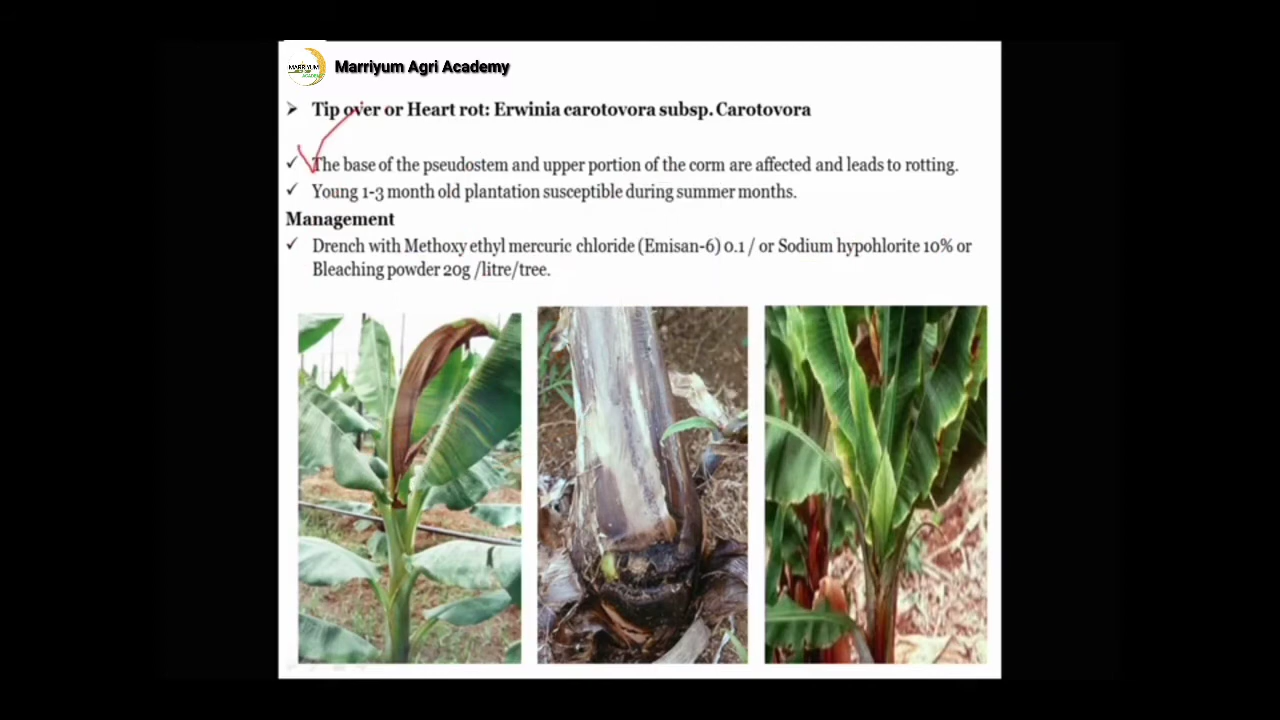 MARRIYUM
ACADEMY
Marriyum Agri Academy
➤ Tip over or Heart rot: Erwinia carotovora subsp. Carotovora
✓ The base of the pseudostem and upper portion of the corm are affected and leads to rotting.
✓ Young 1-3 month old plantation susceptible during summer months.
Management
✓ Drench with Methoxy ethyl mercuric chloride (Emisan-6) 0.1 / or Sodium hypohlorite 10% or
Bleaching powder 20g /litre/tree.